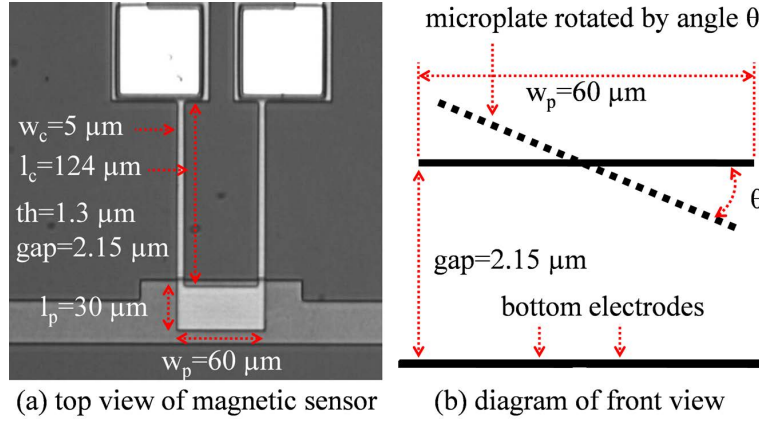 w_c=5 μm
l_c=124 μm
th=1.3 μm
gap=2.15 μm
l_p=30 μm
w_p=60 μm
(a) top view of magnetic sensor
microplate rotated by angle θ
w_p=60 μm
θ
gap=2.15 μm
bottom electrodes
(b) diagram of front view